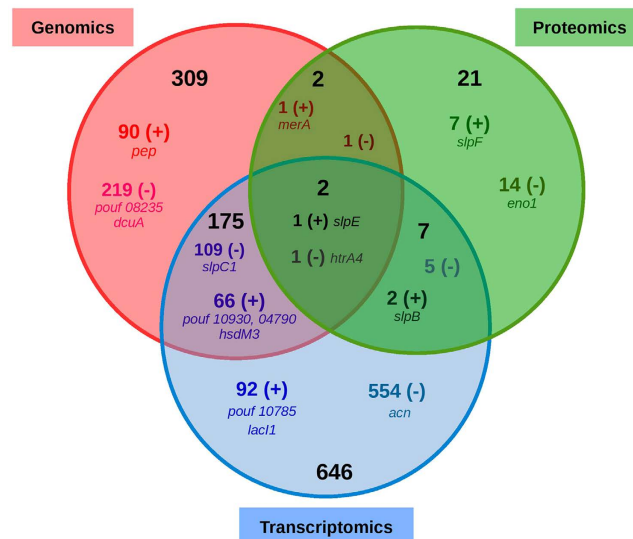 Genomics
Proteomics
309
2
21
1 (+)
merA
1 (-)
90 (+)
pep
7 (+)
slpF
219 (-)
pouf 08235
dcuA
14 (-)
eno1
2
175
1 (+) slpE
7
109 (-)
slpC1
1 (-) htrA4
5 (-)
66 (+)
pouf 10930, 04790
hsdM3
2 (+)
slpB
92 (+)
pouf 10785
lacI1
554 (-)
acn
646
Transcriptomics